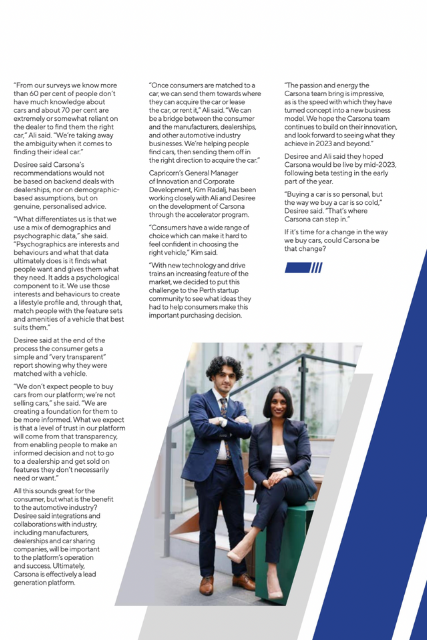 "From our surveys we know more
than 60 per cent of people don't
have much knowledge about
cars and about 70 per cent are
extremely or somewhat reliant on
the dealer to find them the right
car," Ali said. "We're taking away
the ambiguity when it comes to
finding their ideal car."
Desiree said Carsona's
recommendations would not
be based on backend deals with
dealerships, nor on demographic-
based assumptions, but on
genuine, personalised advice.
"What differentiates us is that we
use a mix of demographics and
psychographic data," she said.
"Psychographics are interests and
behaviours and what that data
ultimately does is it finds what
people want and gives them what
they need. It adds a psychological
component to it. We use those
interests and behaviours to create
a lifestyle profile and, through that,
match people with the feature sets
and amenities of a vehicle that best
suits them."
Desiree said at the end of the
process the consumer gets a
simple and "very transparent"
report showing why they were
matched with a vehicle.
"We don't expect people to buy
cars from our platform; we're not
selling cars," she said. "We are
creating a foundation for them to
be more informed. What we expect
is that a level of trust in our platform
will come from that transparency,
from enabling people to make an
informed decision and not to go
to a dealership and get sold on
features they don't necessarily
need or want."
All this sounds great for the
consumer, but what is the benefit
to the automotive industry?
Desiree said integrations and
collaborations with industry,
including manufacturers,
dealerships and car sharing
companies, will be important
to the platform's operation
and success. Ultimately,
Carsona is effectively a lead
generation platform.
"Once consumers are matched to a
car, we can send them towards where
they can acquire the car or lease
the car, or rent it," Ali said. "We can
be a bridge between the consumer
and the manufacturers, dealerships,
and other automotive industry
businesses. We're helping people
find cars, then sending them off in
the right direction to acquire the car."
Capricorn's General Manager
of Innovation and Corporate
Development, Kim Radalj, has been
working closely with Ali and Desiree
on the development of Carsona
through the accelerator program.
"Consumers have a wide range of
choice which can make it hard to
feel confident in choosing the
right vehicle," Kim said.
"With new technology and drive
trains an increasing feature of the
market, we decided to put this
challenge to the Perth startup
community to see what ideas they
had to help consumers make this
important purchasing decision.
"The passion and energy the
Carsona team bring is impressive,
as is the speed with which they have
turned concept into a new business
model. We hope the Carsona team
continues to build on their innovation,
and look forward to seeing what they
achieve in 2023 and beyond."
Desiree and Ali said they hoped
Carsona would be live by mid-2023,
following beta testing in the early
part of the year.
"Buying a car is so personal, but
the way we buy a car is so cold,"
Desiree said. "That's where
Carsona can step in."
If it's time for a change in the way
we buy cars, could Carsona be
that change?